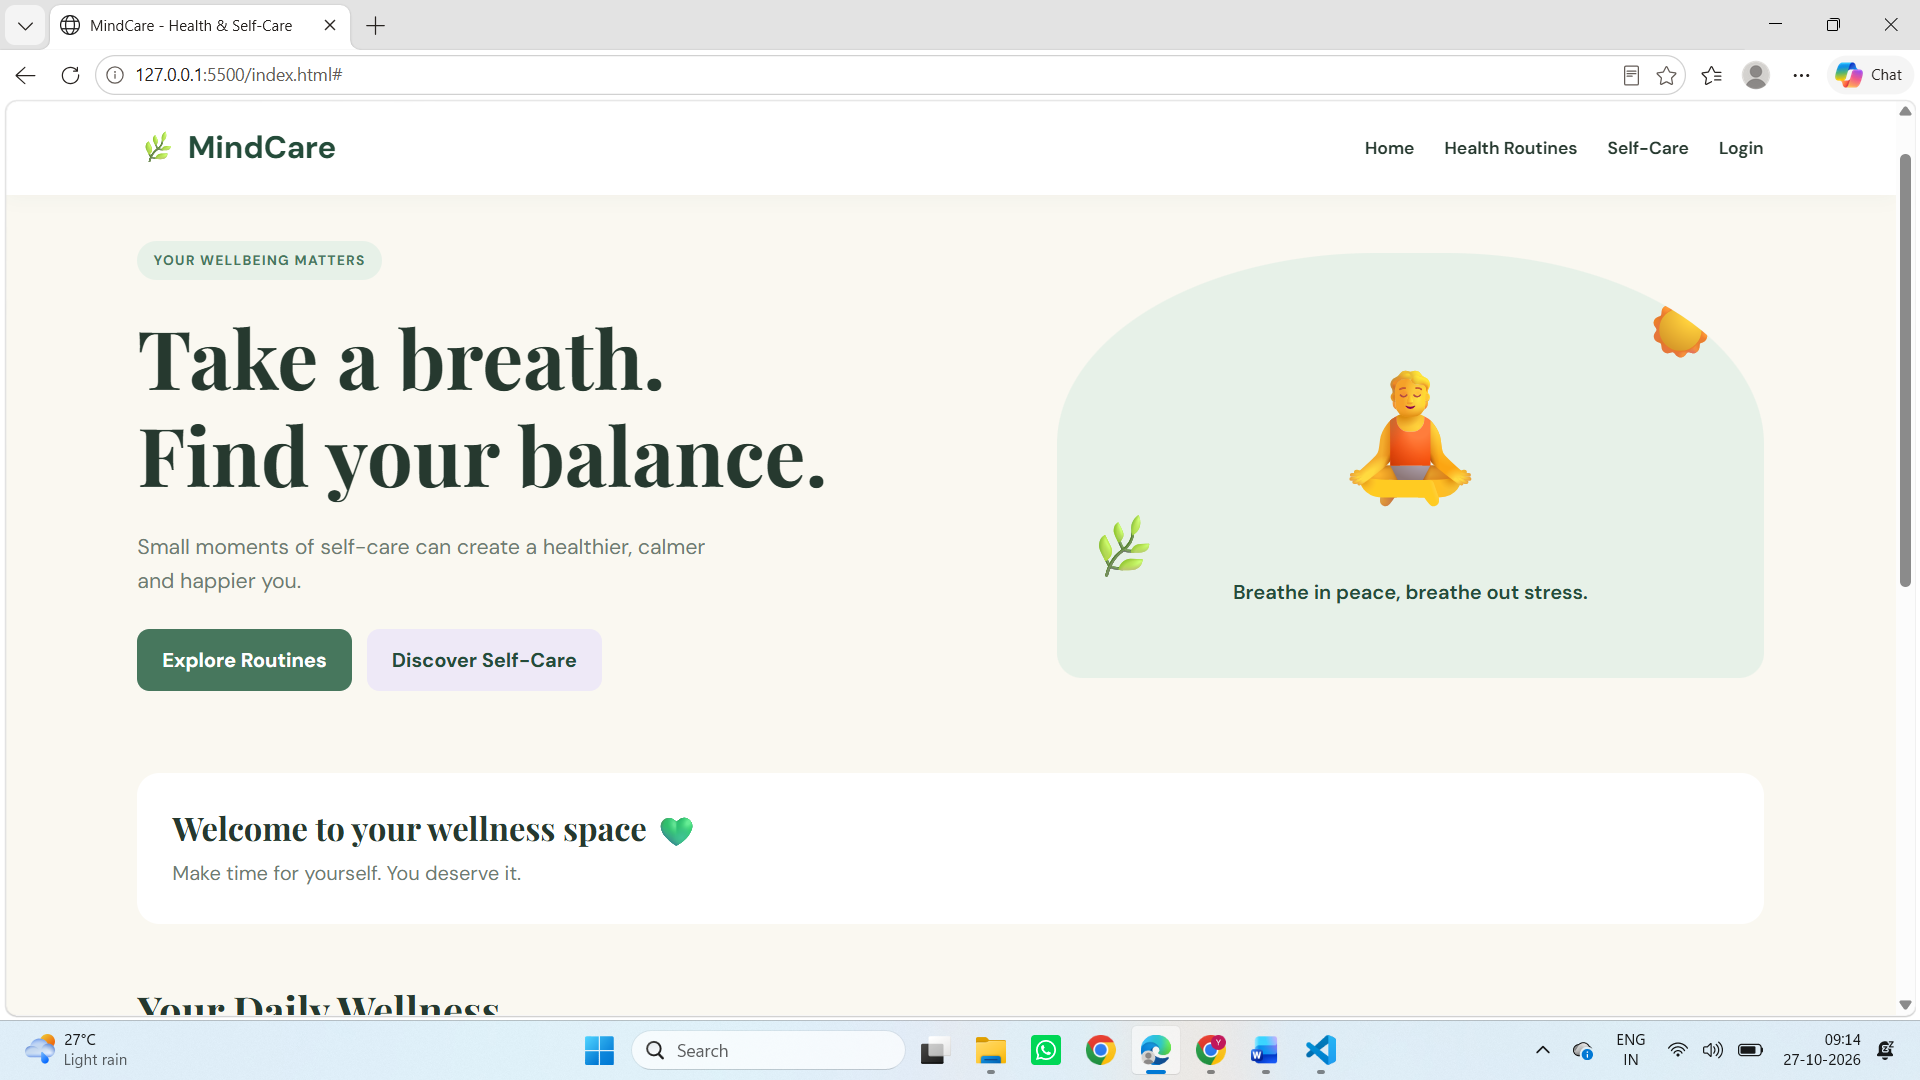 MindCare - Health & Self-Care
127.0.0.1:5500/index.html#
Chat
MindCare
Home
Health Routines
Self-Care
Login
YOUR WELLBEING MATTERS
Take a breath.
Find your balance.
Small moments of self-care can create a healthier, calmer
and happier you.
Explore Routines
Discover Self-Care
Breathe in peace, breathe out stress.
Welcome to your wellness space
Make time for yourself. You deserve it.
Your Daily Wellness
27°C
Light rain
Search
ENG
IN
09:14
27-10-2026